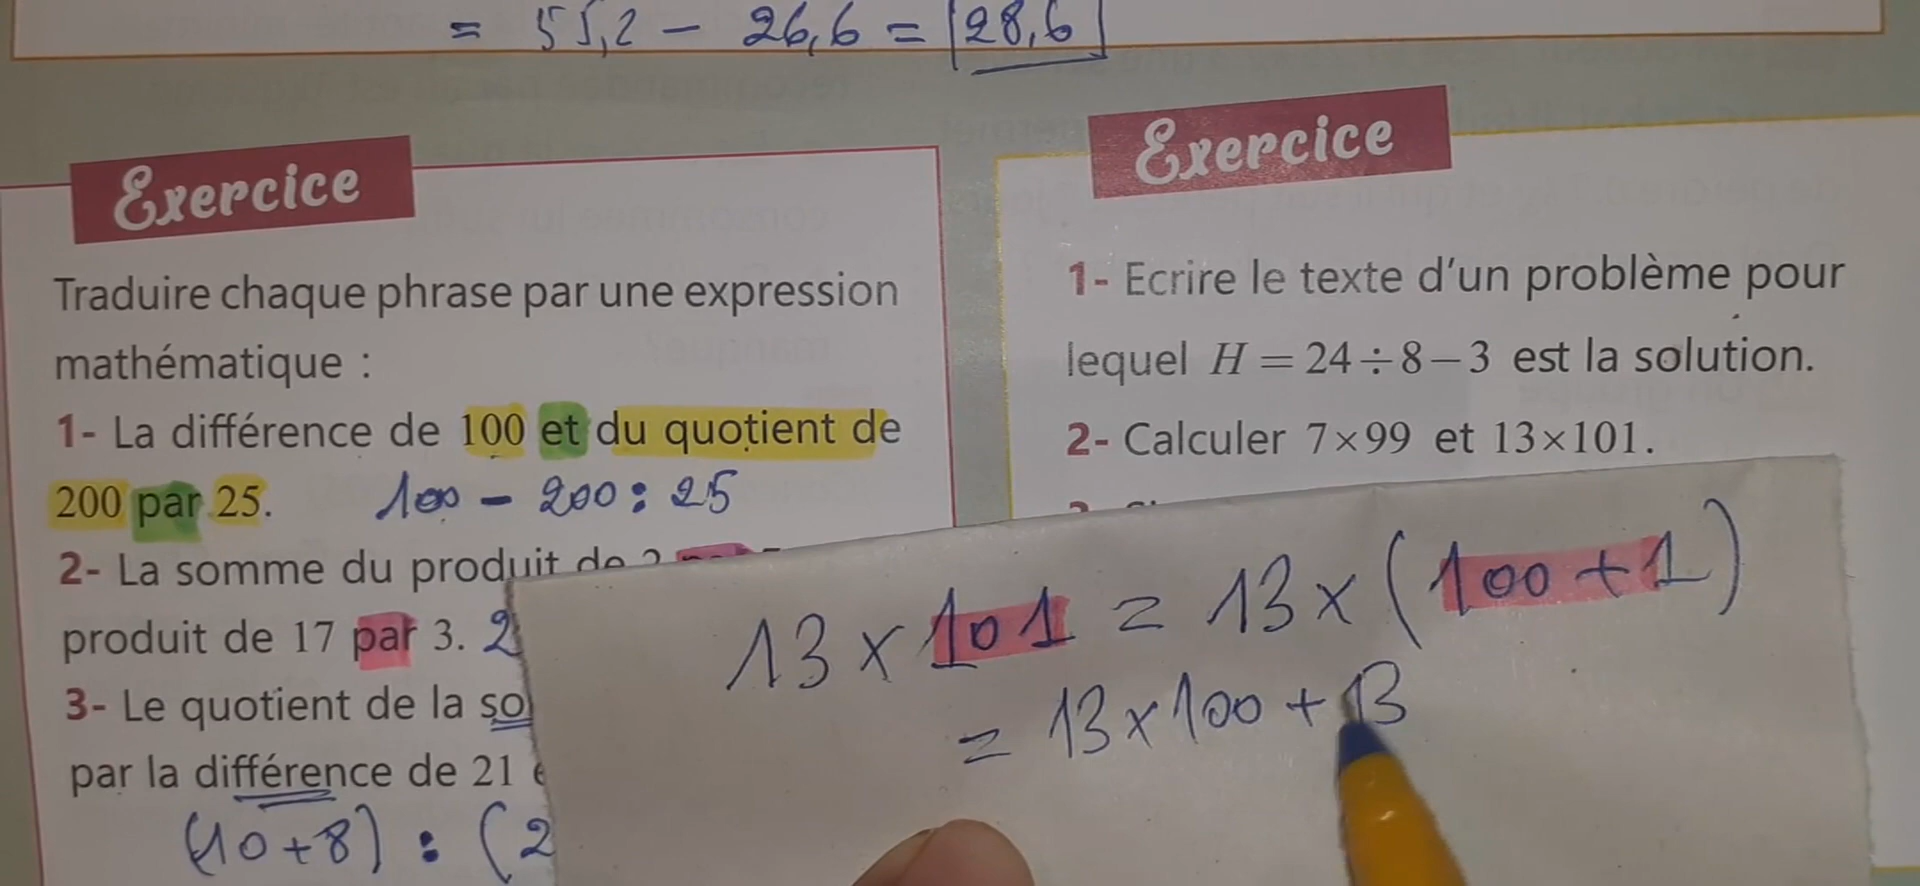 = 55,2 - 26,6 = 28,6
Exercice
Traduire chaque phrase par une expression
mathématique :
1- La différence de 100 et du quotient de
200 par 25. 100 - 200 : 25
2- La somme du produit de 2
produit de 17 par 3. 2
3- Le quotient de la so
par la différence de 21 e
(10+8) : (2
Exercice
1- Ecrire le texte d'un problème pour
lequel H = 24 ÷ 8 – 3 est la solution.
2- Calculer 7×99 et 13×101.
13 × 101 = 13 × (100 + 1)
= 13 × 100 + 13